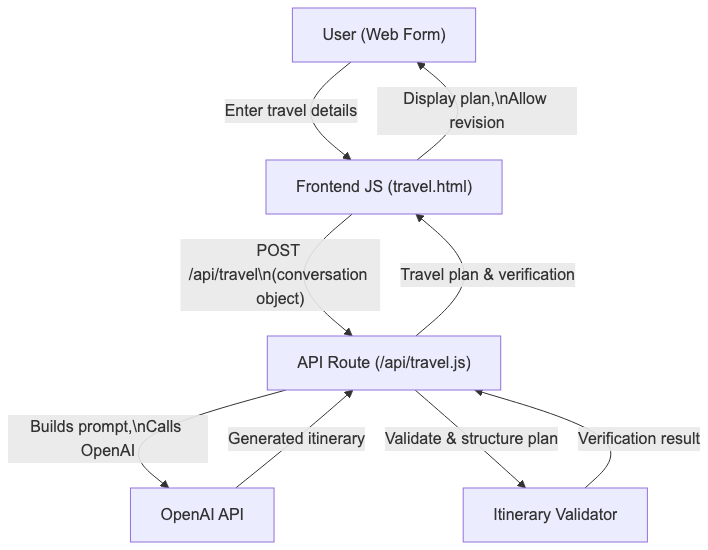 User (Web Form)
Enter travel details
Display plan,\nAllow
revision
Frontend JS (travel.html)
POST
/api/travel\n(conversation
object)
Travel plan & verification
API Route (/api/travel.js)
Builds prompt,\nCalls
OpenAI
Generated itinerary
Validate & structure plan
Verification result
OpenAI API
Itinerary Validator